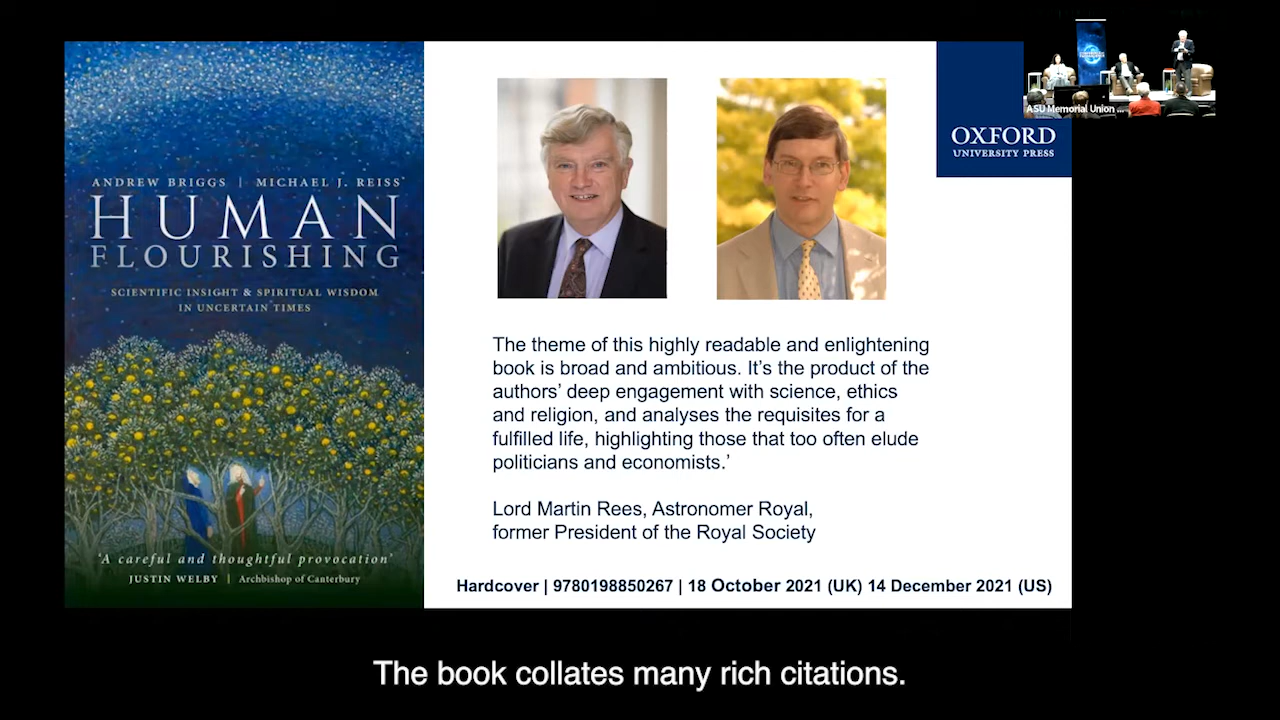 ANDREW BRIGGS | MICHAEL J. REISS
HUMAN
FLOURISHING
SCIENTIFIC INSIGHT & SPIRITUAL WISDOM
IN UNCERTAIN TIMES
'A careful and thoughtful provocation'
JUSTIN WELBY | Archbishop of Canterbury
OXFORD
UNIVERSITY PRESS
ASU Memorial Union ...
The theme of this highly readable and enlightening
book is broad and ambitious. It's the product of the
authors' deep engagement with science, ethics
and religion, and analyses the requisites for a
fulfilled life, highlighting those that too often elude
politicians and economists.'
Lord Martin Rees, Astronomer Royal,
former President of the Royal Society
Hardcover | 9780198850267 | 18 October 2021 (UK) 14 December 2021 (US)
The book collates many rich citations.